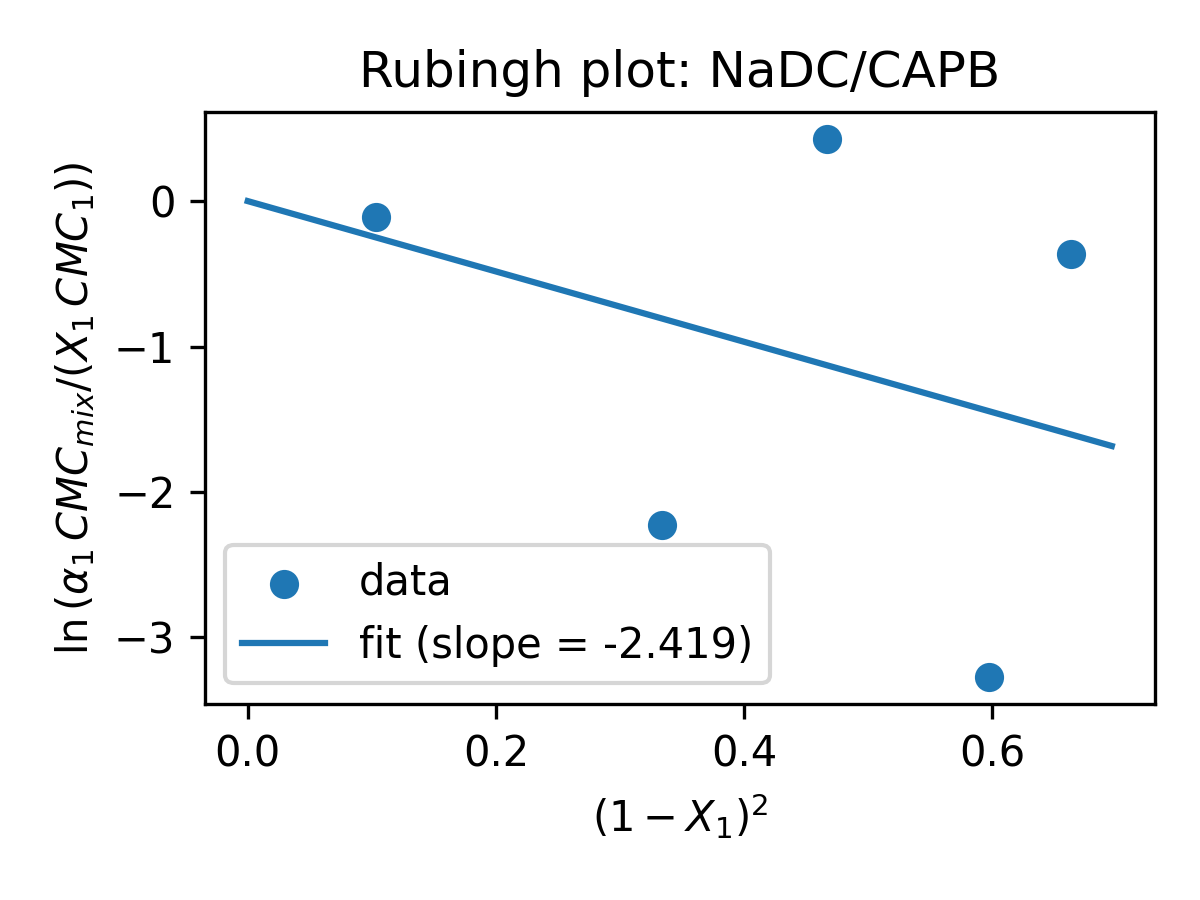 Rubingh plot: NaDC/CAPB
ln (α₁ CMCₘᵢₓ/(X₁ CMC₁))
0
−1
−2
−3
data
fit (slope = -2.419)
0.0 0.2 0.4 0.6
(1 − X₁)²